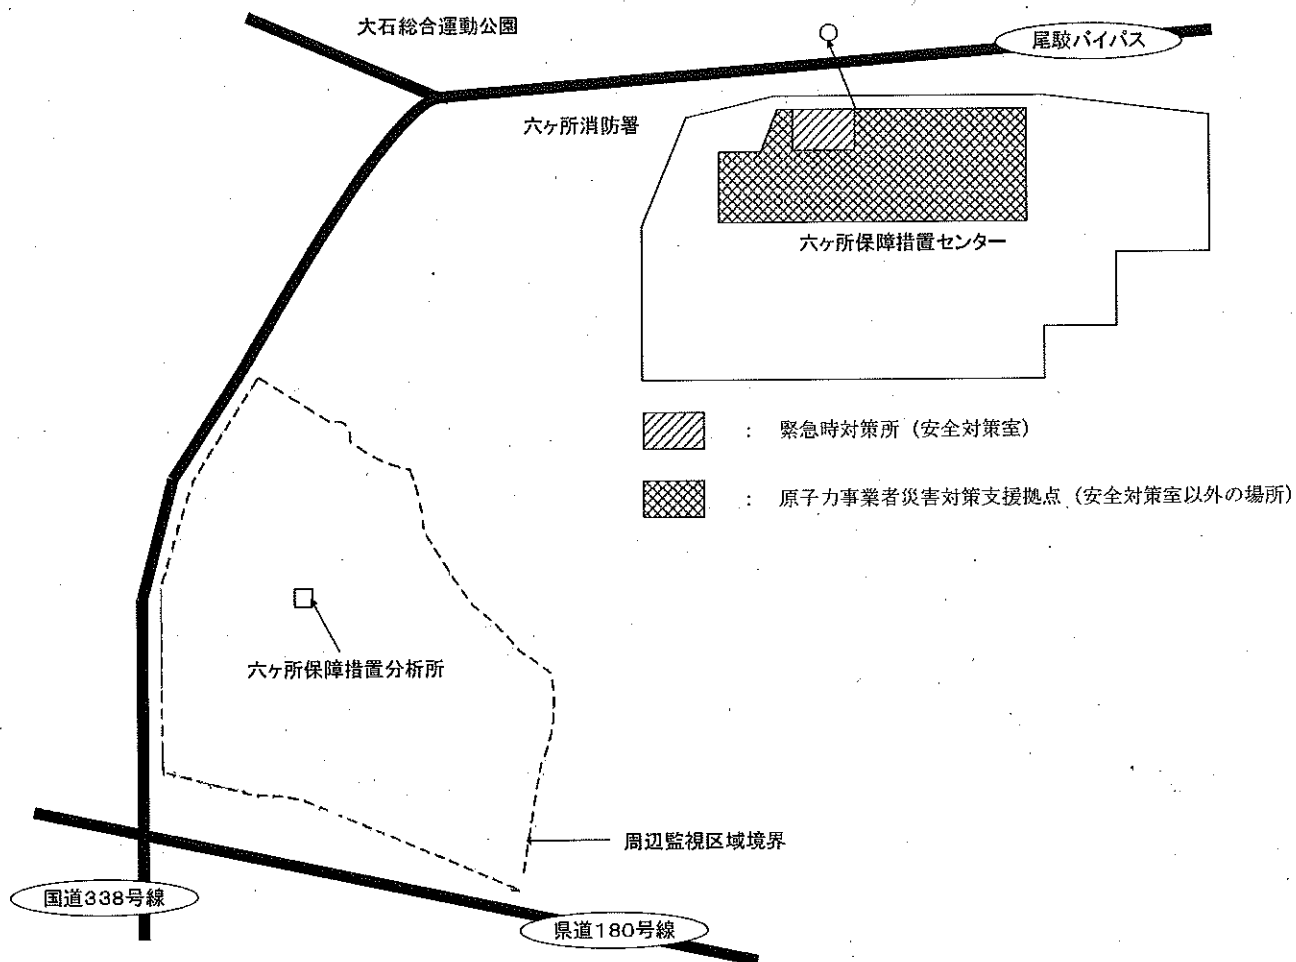 大石総合運動公園
尾駮バイパス
六ヶ所消防署
六ヶ所保障措置センター
： 緊急時対策所（安全対策室）
： 原子力事業者災害対策支援拠点（安全対策室以外の場所）
六ヶ所保障措置分析所
周辺監視区域境界
国道338号線
県道180号線